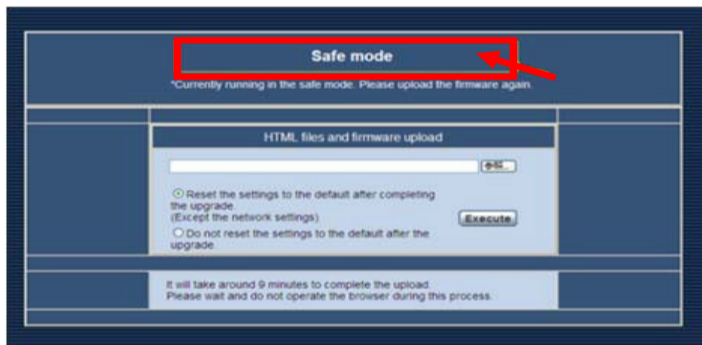 Safe mode
*Currently running in the safe mode. Please upload the firmware again.
HTML files and firmware upload
参照...
Reset the settings to the default after completing
the upgrade.
(Except the network settings)
Execute
Do not reset the settings to the default after the
upgrade.
It will take around 9 minutes to complete the upload.
Please wait and do not operate the browser during this process.